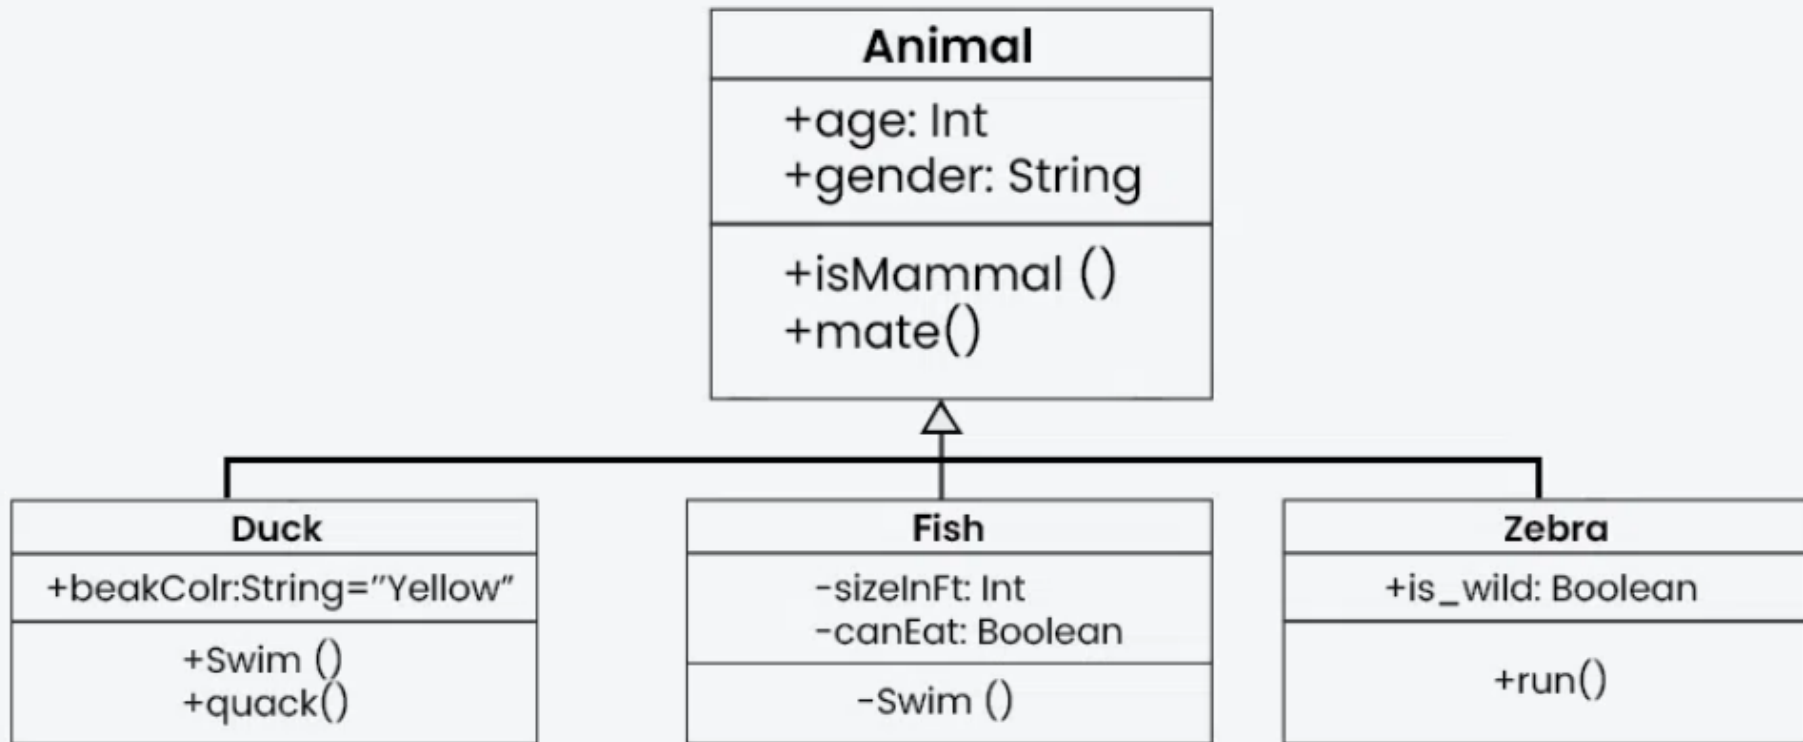 Animal
+age: Int
+gender: String
+isMammal ()
+mate()
Duck
+beakColr:String=”Yellow”
+Swim ()
+quack()
Fish
-sizeInFt: Int
-canEat: Boolean
-Swim ()
Zebra
+is_wild: Boolean
+run()